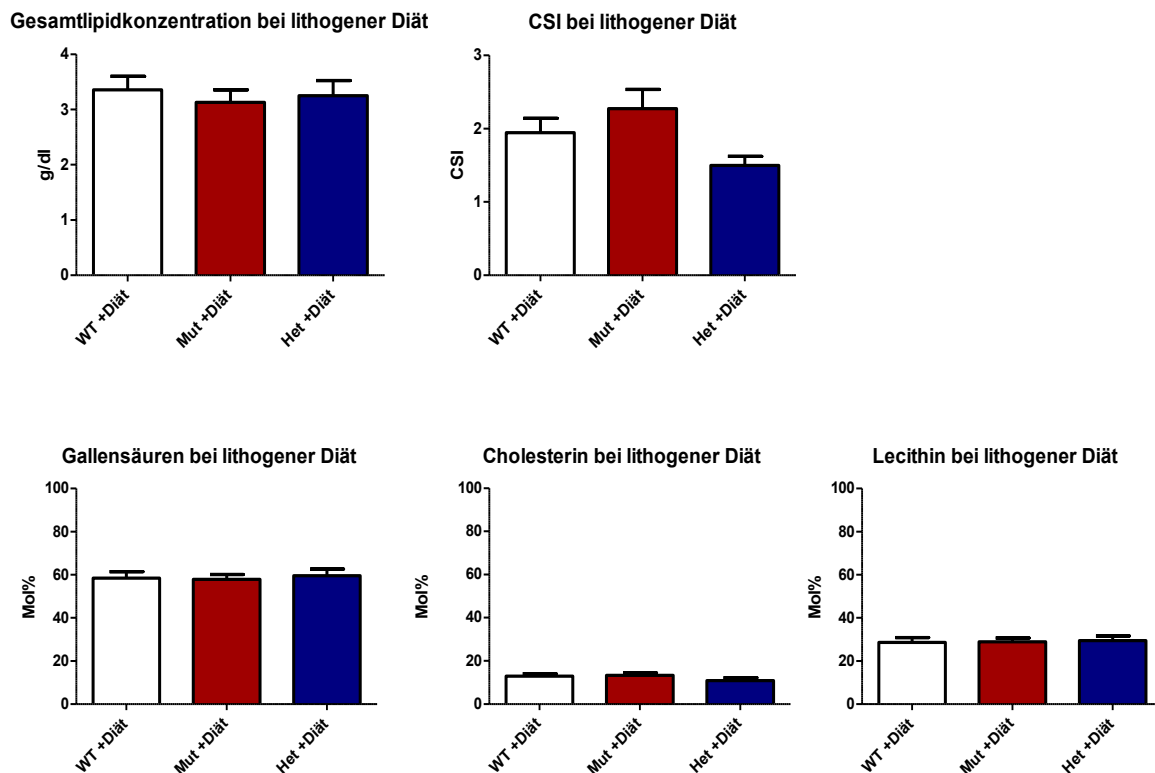 Gesamtlipidkonzentration bei lithogener Diät
4
3
2
1
0
g/dl
WT +Diät
Mut +Diät
Het +Diät
CSI bei lithogener Diät
3
2
1
0
CSI
WT +Diät
Mut +Diät
Het +Diät
Gallensäuren bei lithogener Diät
100
80
60
40
20
0
Mol%
WT +Diät
Mut +Diät
Het +Diät
Cholesterin bei lithogener Diät
100
80
60
40
20
0
Mol%
WT +Diät
Mut +Diät
Het +Diät
Lecithin bei lithogener Diät
100
80
60
40
20
0
Mol%
WT +Diät
Mut +Diät
Het +Diät